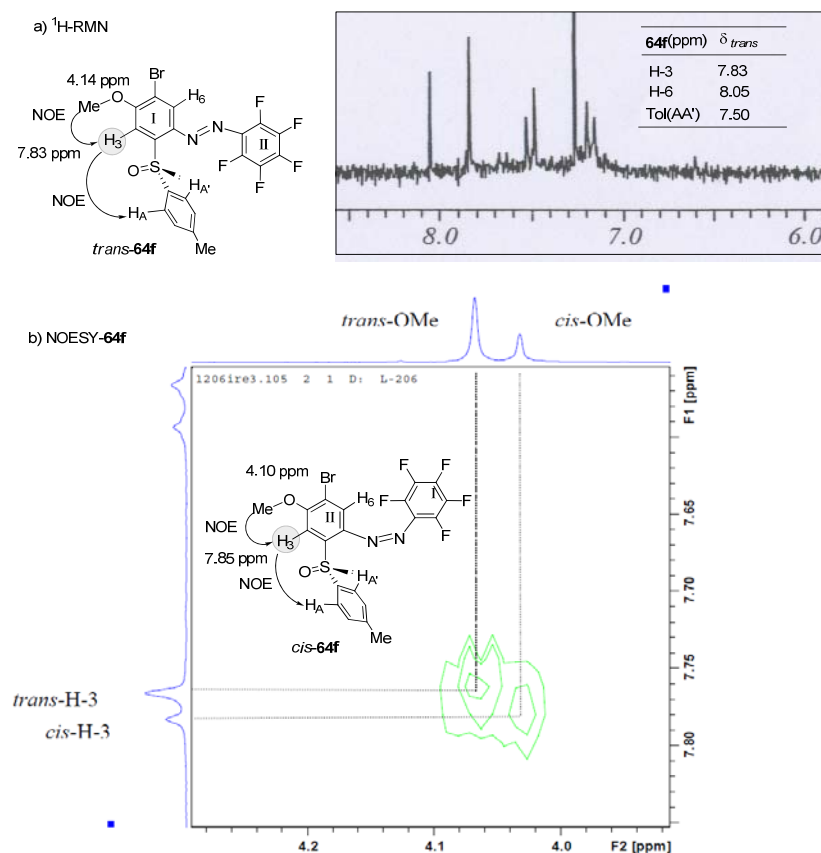 a) ¹H-RMN
4.14 ppm
Br
H₆
NOE
Me
O
I
H₃
7.83 ppm
N
N
F
F
F
F
F
II
O
S
HA'
NOE
HA
Me
trans-64f
64f(ppm) δ trans
H-3 7.83
H-6 8.05
Tol(AA') 7.50
8.0 7.0 6.0
b) NOESY-64f
trans-OMe
cis-OMe
1206ire3.105 2 1 D: L-206
F1 [ppm]
4.10 ppm
Br
H₆
Me
O
II
NOE
H₃
7.85 ppm
N
N
F
F
F
F
F
I
O
S
HA'
NOE
HA
Me
cis-64f
7.65
7.70
7.75
7.80
trans-H-3
cis-H-3
4.2 4.1 4.0 F2 [ppm]